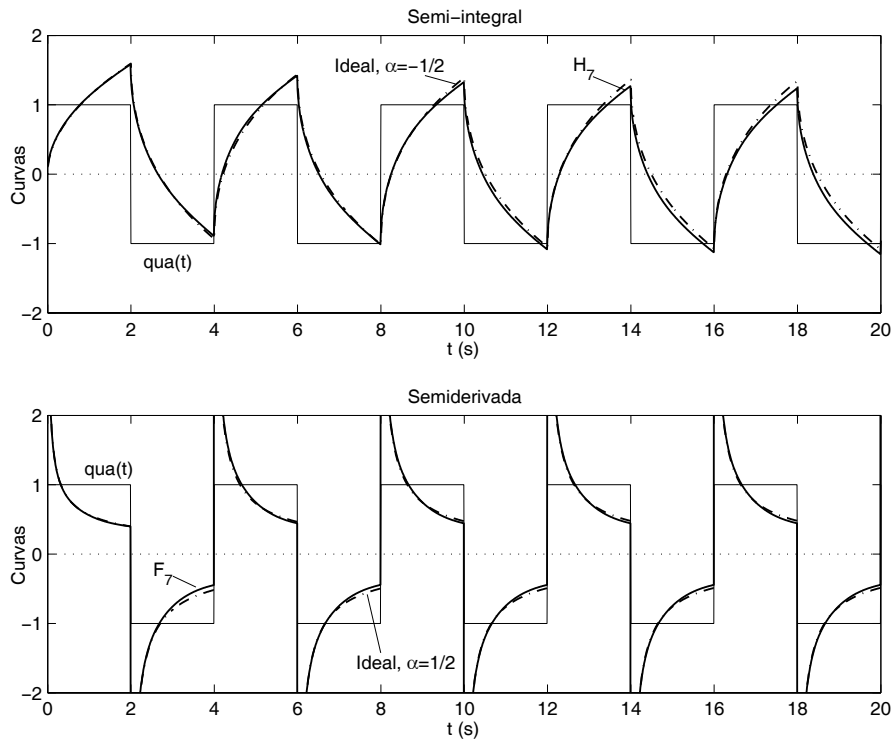 Semi-integral
2
1
0
−1
−2
Curvas
Ideal, α=−1/2
H7
qua(t)
0 2 4 6 8 10 12 14 16 18 20
t (s)
Semiderivada
2
1
0
−1
−2
Curvas
qua(t)
F7
Ideal, α=1/2
0 2 4 6 8 10 12 14 16 18 20
t (s)